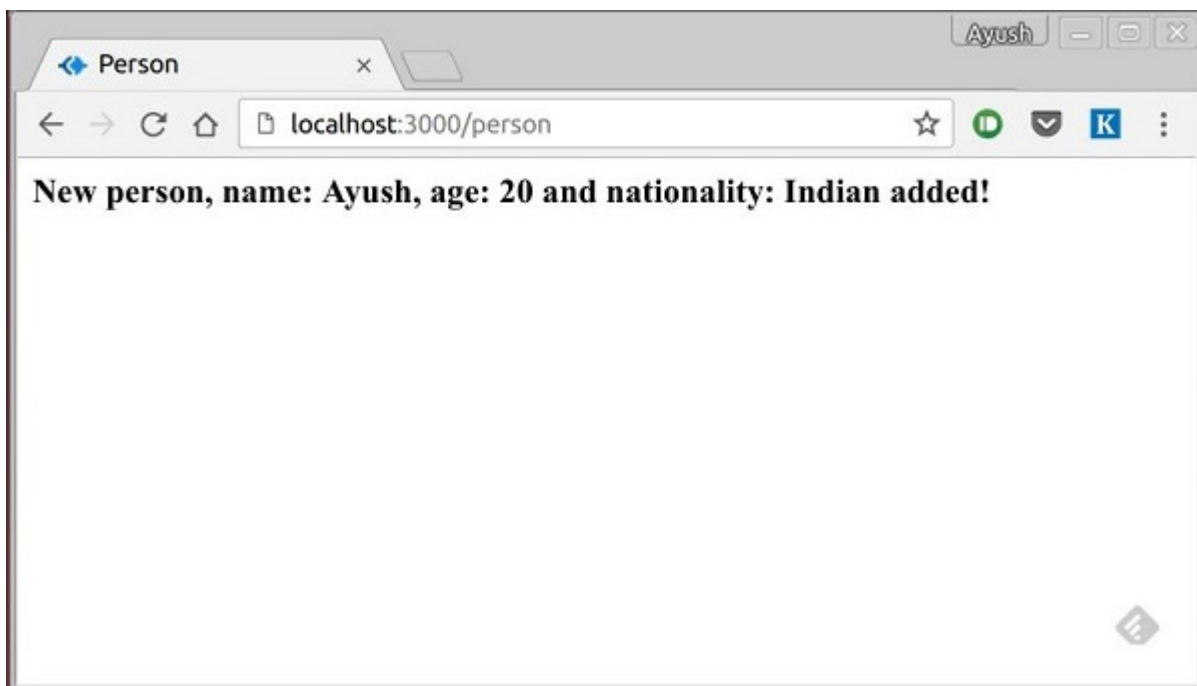 Ayush
Person
localhost:3000/person
K
New person, name: Ayush, age: 20 and nationality: Indian added!